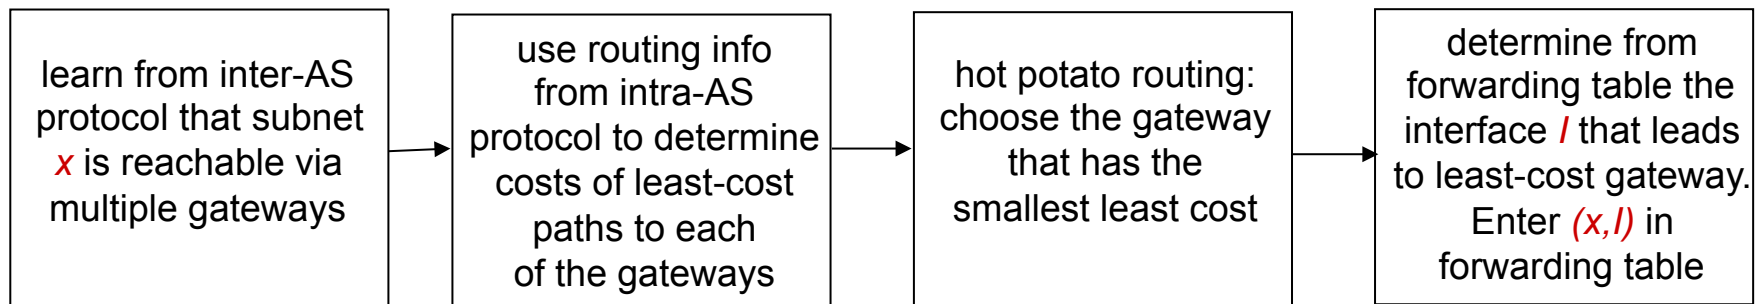 learn from inter-AS
protocol that subnet
x is reachable via
multiple gateways
use routing info
from intra-AS
protocol to determine
costs of least-cost
paths to each
of the gateways
hot potato routing:
choose the gateway
that has the
smallest least cost
determine from
forwarding table the
interface I that leads
to least-cost gateway.
Enter (x,I) in
forwarding table